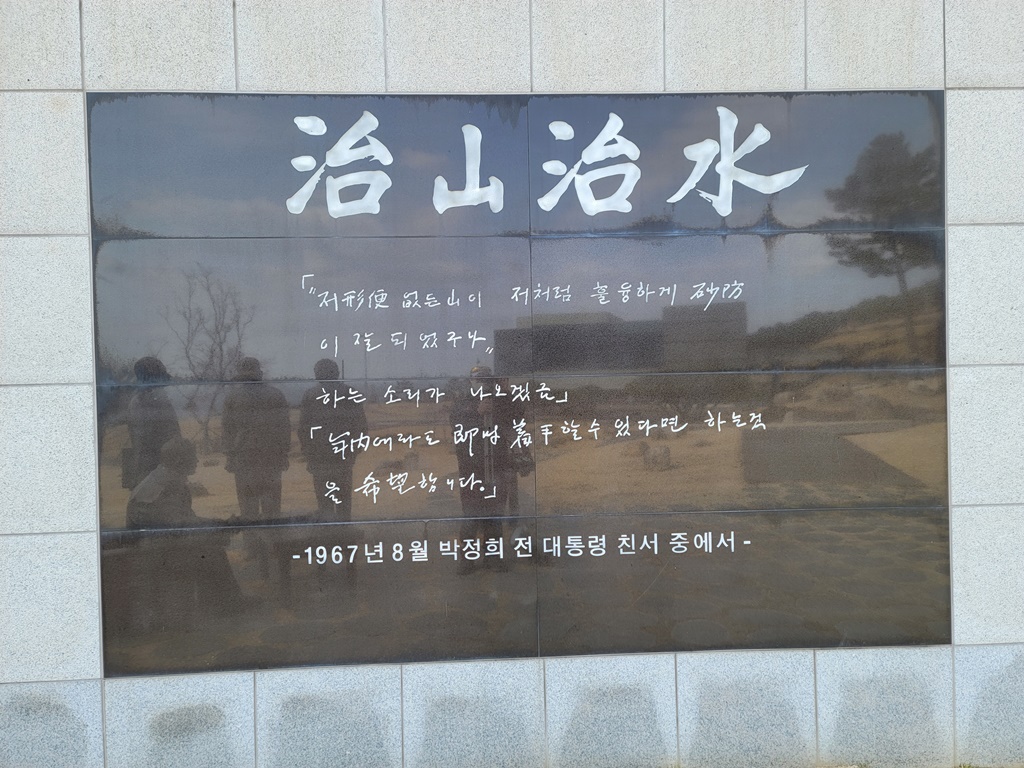 治山治水
「"저形便 없든山이 저처럼 훌융하게 砂防
이 잘 되었구나"
하는 소리가 나오겠금」
「年內에라도 即時 着手할수 있다면 하는것
을 希望합니다.」
-1967년 8월 박정희 전 대통령 친서 중에서-